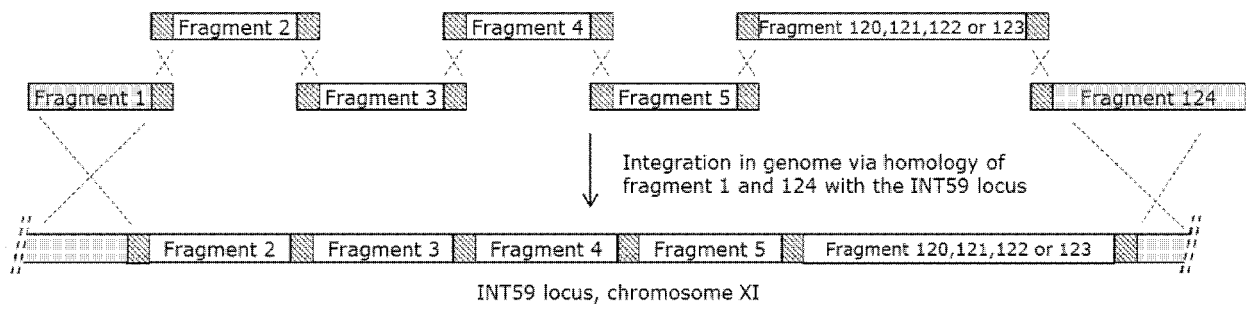 Fragment 2
Fragment 4
Fragment 120,121,122 or 123
Fragment 1
Fragment 3
Fragment 5
Fragment 124
Integration in genome via homology of
fragment 1 and 124 with the INT59 locus
Fragment 2
Fragment 3
Fragment 4
Fragment 5
Fragment 120,121,122 or 123
INT59 locus, chromosome XI